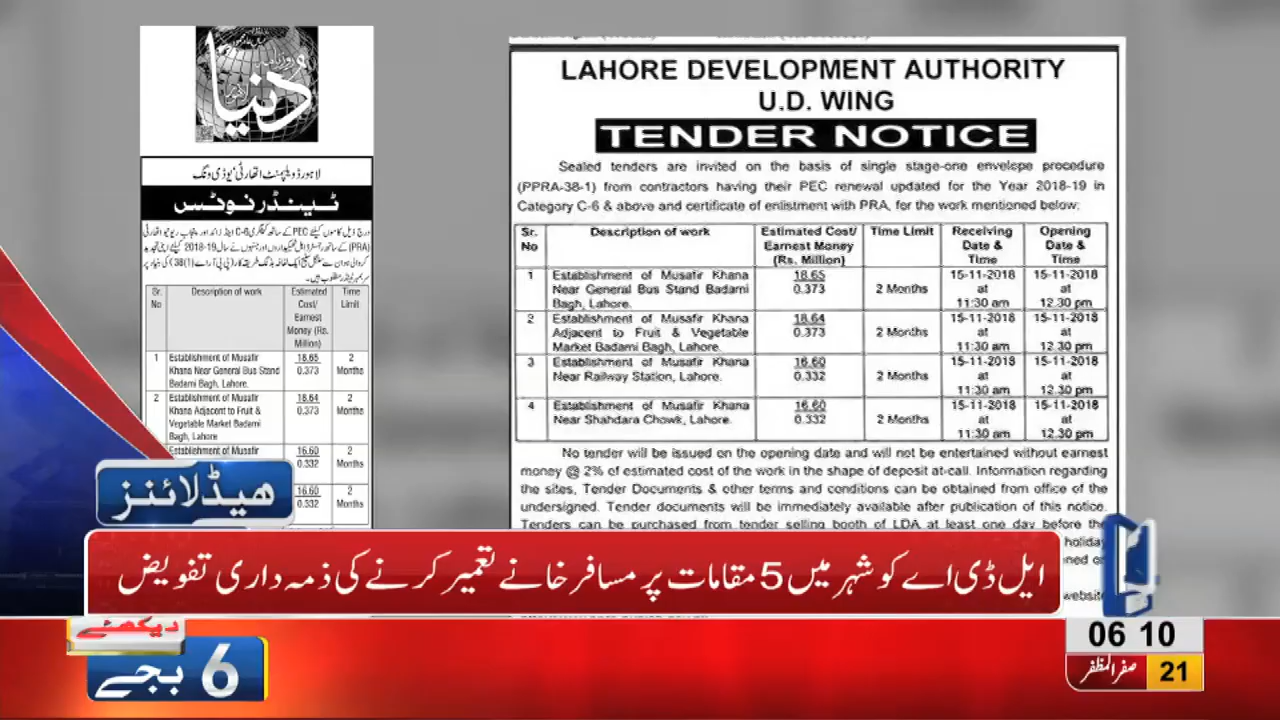 روزنامہ
دنیا
لاہور ڈویلپمنٹ اتھارٹی یو ڈی ونگ
ٹینڈر نوٹس
Sr. No	Description of work	Estimated Cost/ Earnest Money (Rs. Million)	Time Limit
1	Establishment of Musafir Khana Near General Bus Stand Badami Bagh, Lahore.	18.65 0.373	2 Months
2	Establishment of Musafir Khana Adjacent to Fruit & Vegetable Market Badami Bagh, Lahore	18.64 0.373	2 Months
Establishment of Musafir	16.60 0.332	2 Months
16.60 0.332	2 Months
LAHORE DEVELOPMENT AUTHORITY
U.D. WING
TENDER NOTICE
Sealed tenders are invited on the basis of single stage-one envelope procedure
(PPRA-38-1) from contractors having their PEC renewal updated for the Year 2018-19 in
Category C-6 & above and certificate of enlistment with PRA, for the work mentioned below:
Sr. No	Description of work	Estimated Cost/ Earnest Money (Rs. Million)	Time Limit	Receiving Date & Time	Opening Date & Time
1	Establishment of Musafir Khana Near General Bus Stand Badami Bagh, Lahore.	18.65 0.373	2 Months	15-11-2018 at 11:30 am	15-11-2018 at 12.30 pm
2	Establishment of Musafir Khana Adjacent to Fruit & Vegetable Market Badami Bagh, Lahore.	18.64 0.373	2 Months	15-11-2018 at 11:30 am	15-11-2018 at 12.30 pm
3	Establishment of Musafir Khana Near Railway Station, Lahore.	16.60 0.332	2 Months	15-11-2018 at 11:30 am	15-11-2018 at 12.30 pm
4	Establishment of Musafir Khana Near Shahdara Chowk, Lahore.	16.60 0.332	2 Months	15-11-2018 at 11:30 am	15-11-2018 at 12.30 pm
No tender will be issued on the opening date and will not be entertained without earnest
money @ 2% of estimated cost of the work in the shape of deposit at-call. Information regarding
the sites, Tender Documents & other terms and conditions can be obtained from office of the
undersigned. Tender documents will be immediately available after publication of this notice.
Tenders can be purchased from tender selling booth of LDA at least one day before the
holiday
website
ہیڈلائنز
ایل ڈی اے کو شہر میں 5 مقامات پر مسافر خانے تعمیر کرنے کی ذمہ داری تفویض
دیکھئے
6 بجے
06 10
صفر المظفر 21